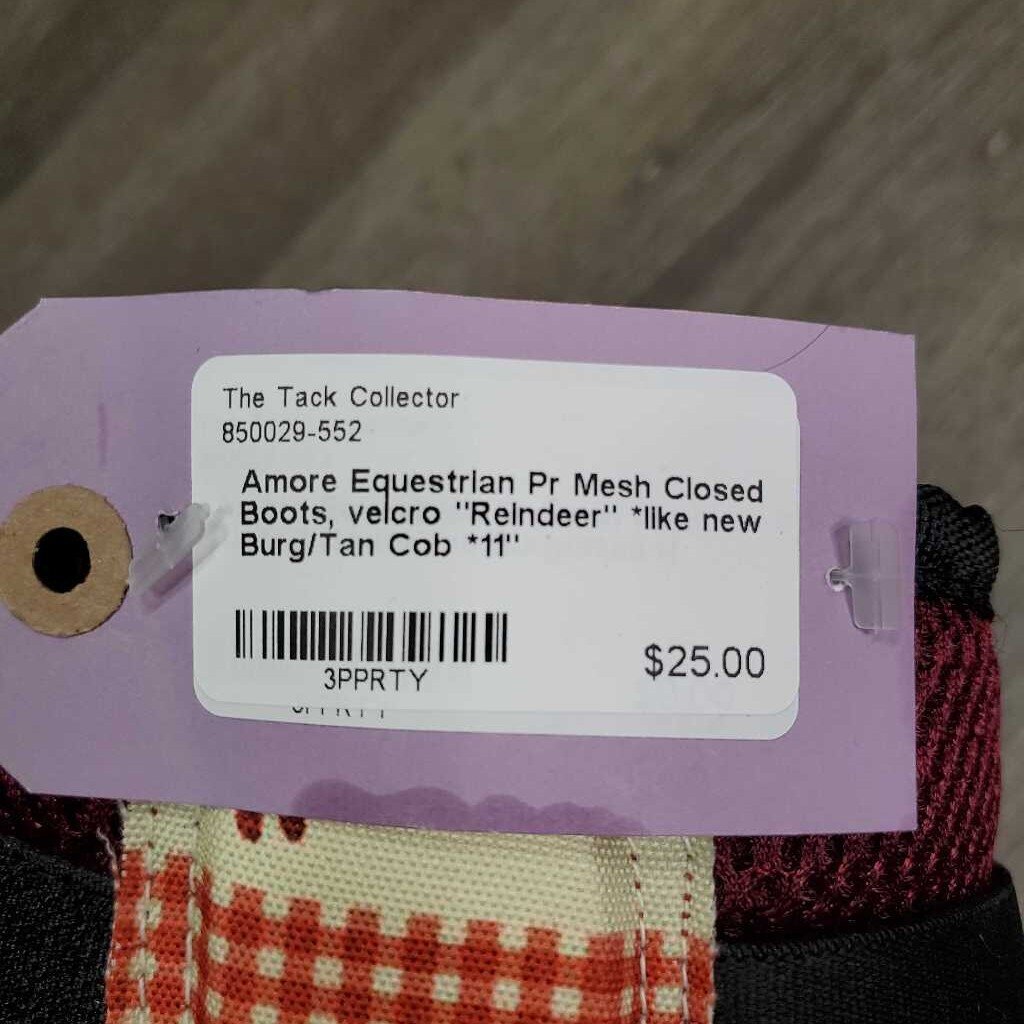 The Tack Collector
850029-552
Amore Equestrian Pr Mesh Closed
Boots, velcro "Reindeer" *like new
Burg/Tan Cob *11"
3PPRTY
$25.00